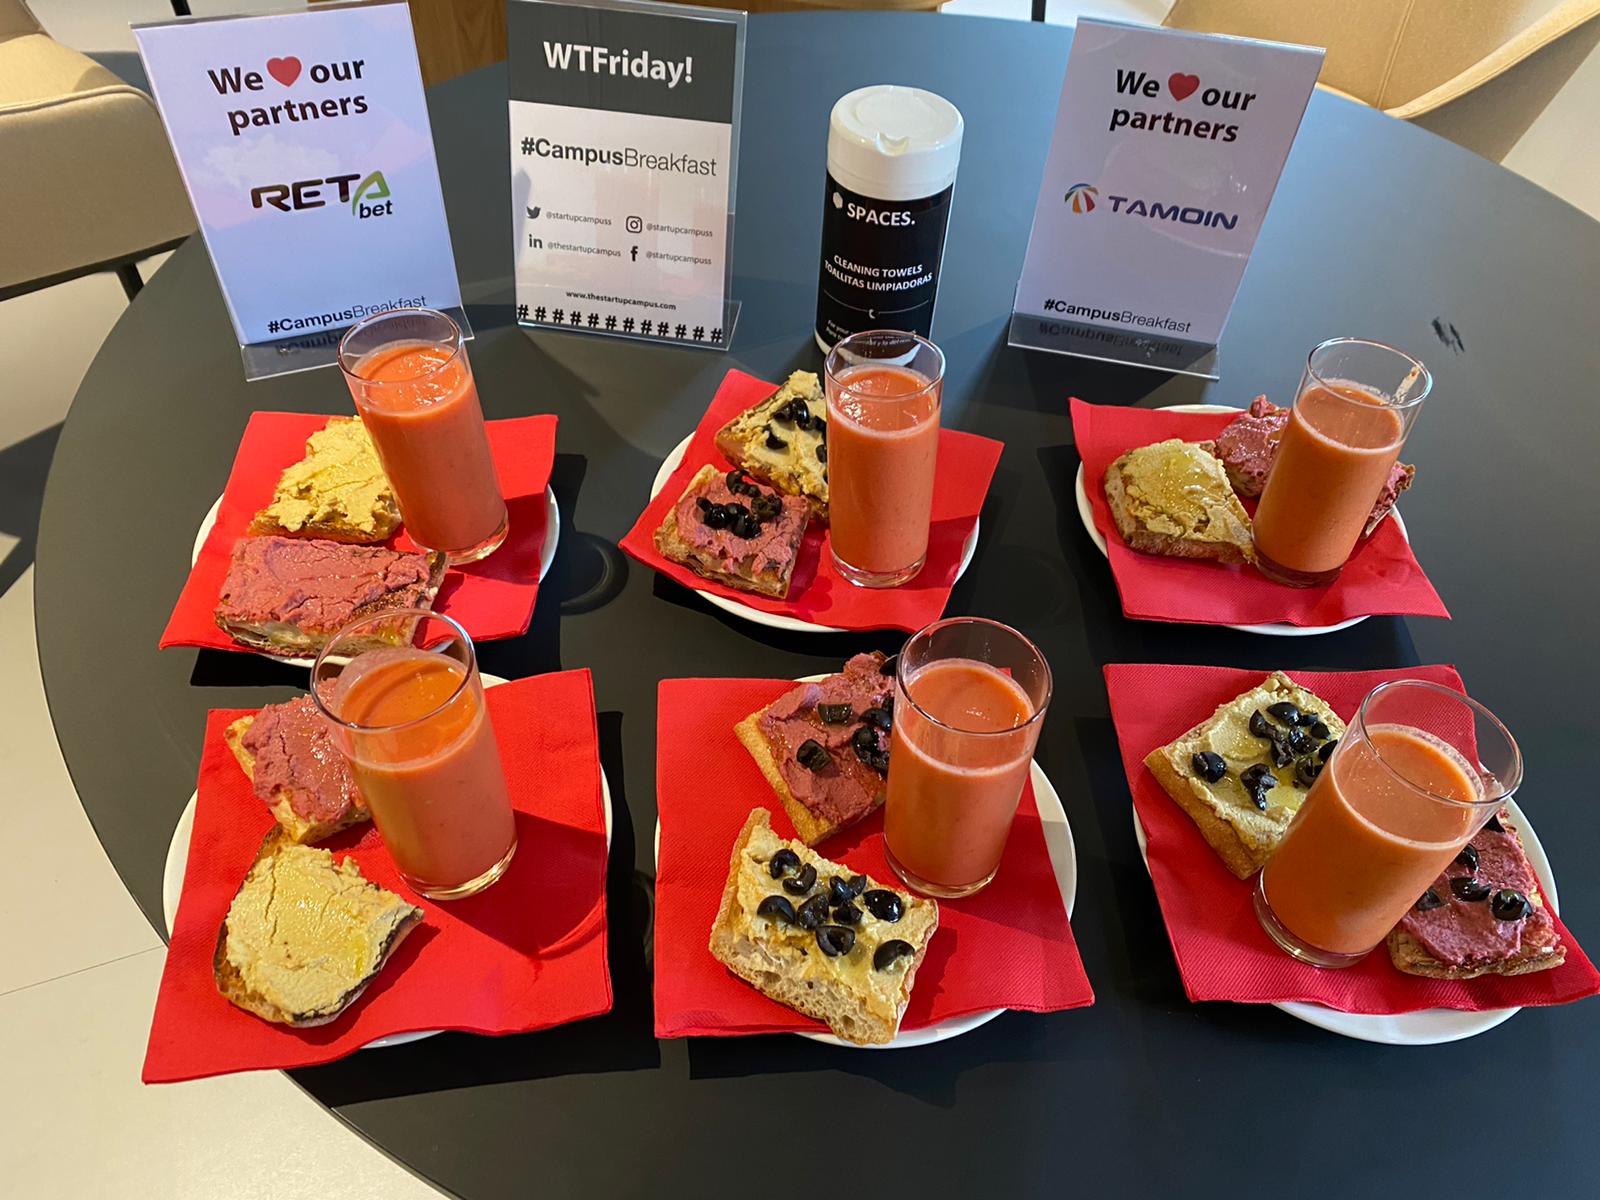 We ❤ our
partners
RETA
bet
#CampusBreakfast
WTFriday!
#CampusBreakfast
@startupcampuss
@startupcampuss
in @thestartupcampus
f @startupcampuss
www.thestartupcampus.com
# # # # # # # # # #
SPACES.
CLEANING TOWELS
TOALLITAS LIMPIADORAS
We ❤ our
partners
TAMOIN
#CampusBreakfast